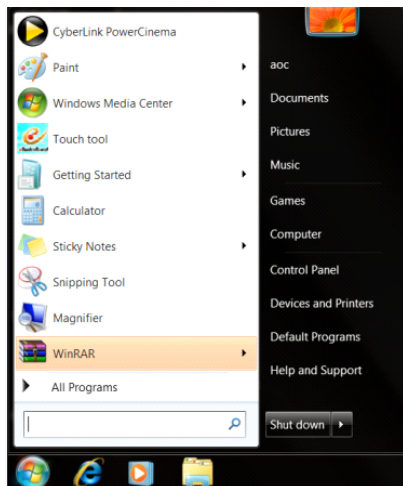 CyberLink PowerCinema
Paint
Windows Media Center
Touch tool
Getting Started
Calculator
Sticky Notes
Snipping Tool
Magnifier
WinRAR
All Programs
aoc
Documents
Pictures
Music
Games
Computer
Control Panel
Devices and Printers
Default Programs
Help and Support
Shut down